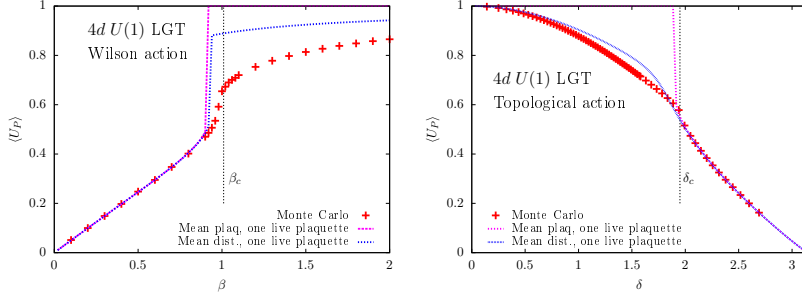 4d U(1) LGT
Wilson action
⟨U_P⟩
1
0.8
0.6
0.4
0.2
0
β_c
Monte Carlo
Mean plaq, one live plaquette
Mean dist., one live plaquette
0 0.5 1 1.5 2
β
4d U(1) LGT
Topological action
⟨U_P⟩
1
0.8
0.6
0.4
0.2
0
δ_c
Monte Carlo
Mean plaq, one live plaquette
Mean dist., one live plaquette
0 0.5 1 1.5 2 2.5 3
δ